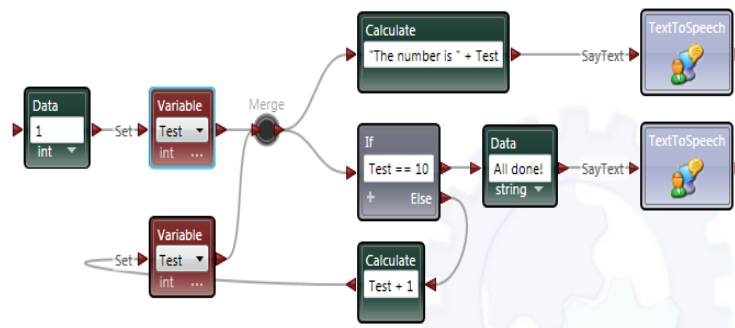 Calculate
"The number is " + Test
SayText
TextToSpeech
Data
1
int
Set
Variable
Test
int ...
Merge
If
Test == 10
+ Else
Data
All done!
string
SayText
TextToSpeech
Set
Variable
Test
int ...
Calculate
Test + 1